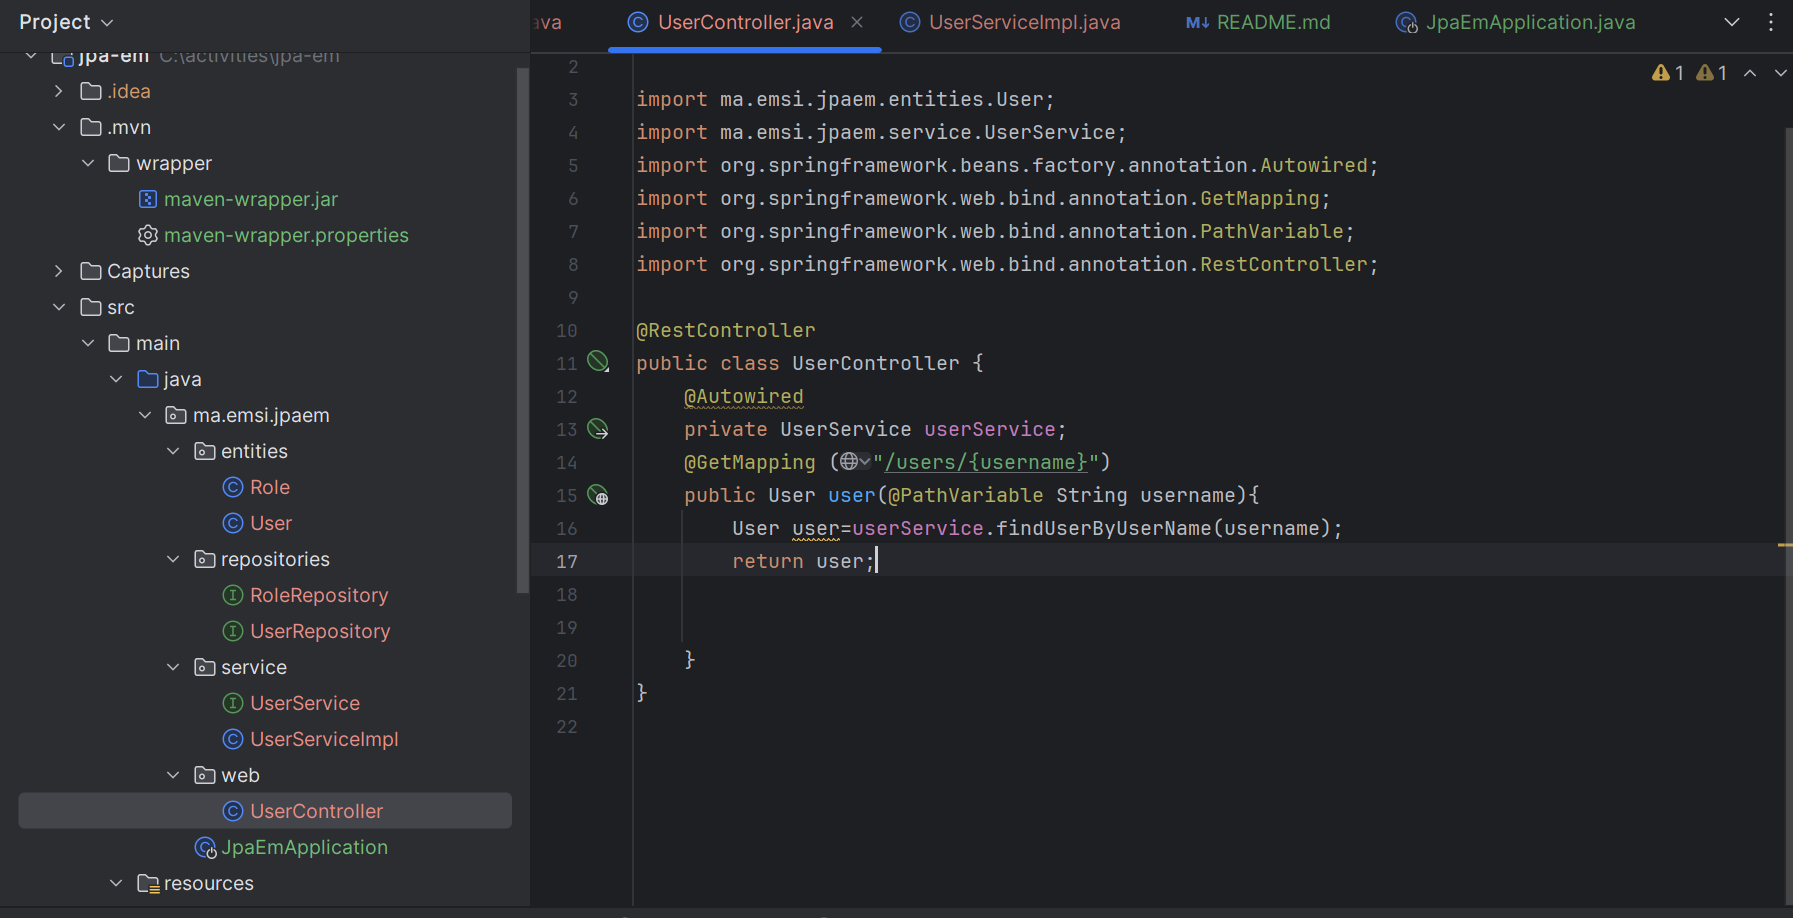 Project
jpa-em C:\activities\jpa-em
.idea
.mvn
wrapper
maven-wrapper.jar
maven-wrapper.properties
Captures
src
main
java
ma.emsi.jpaem
entities
Role
User
repositories
RoleRepository
UserRepository
service
UserService
UserServiceImpl
web
UserController
JpaEmApplication
resources
ava UserController.java UserServiceImpl.java M↓ README.md JpaEmApplication.java
1 1
2
3 import ma.emsi.jpaem.entities.User;
4 import ma.emsi.jpaem.service.UserService;
5 import org.springframework.beans.factory.annotation.Autowired;
6 import org.springframework.web.bind.annotation.GetMapping;
7 import org.springframework.web.bind.annotation.PathVariable;
8 import org.springframework.web.bind.annotation.RestController;
9
10 @RestController
11 public class UserController {
12 @Autowired
13 private UserService userService;
14 @GetMapping ("/users/{username}")
15 public User user(@PathVariable String username){
16 User user=userService.findUserByUserName(username);
17 return user;
18
19
20 }
21 }
22